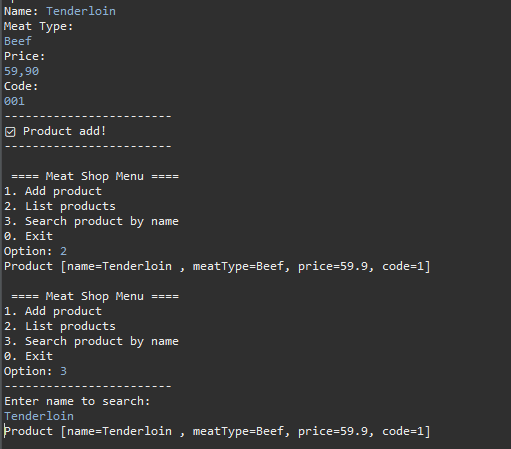 Name: Tenderloin
Meat Type:
Beef
Price:
59,90
Code:
001
------------------------
☑ Product add!
------------------------
==== Meat Shop Menu ====
1. Add product
2. List products
3. Search product by name
0. Exit
Option: 2
Product [name=Tenderloin , meatType=Beef, price=59.9, code=1]
==== Meat Shop Menu ====
1. Add product
2. List products
3. Search product by name
0. Exit
Option: 3
------------------------
Enter name to search:
Tenderloin
Product [name=Tenderloin , meatType=Beef, price=59.9, code=1]